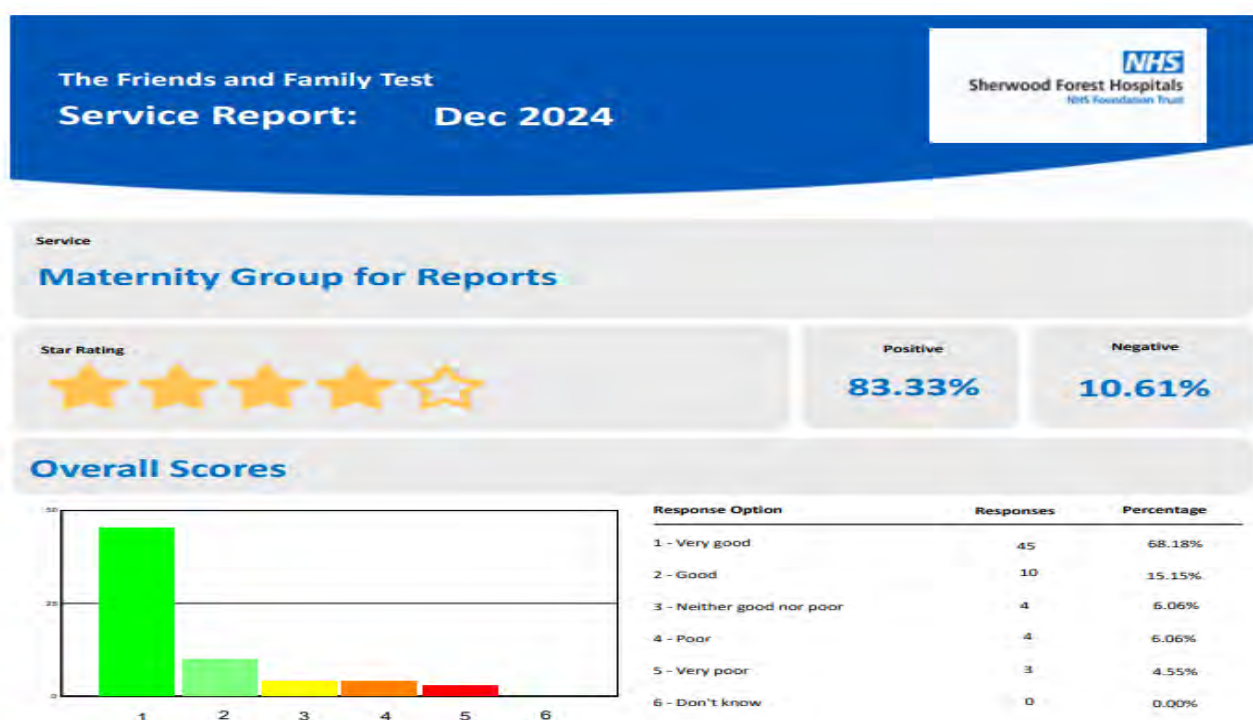 The Friends and Family Test
Service Report: Dec 2024
NHS
Sherwood Forest Hospitals
NHS Foundation Trust
Service
Maternity Group for Reports
Star Rating
Positive
Negative
83.33%
10.61%
Overall Scores
50
25
0
1 2 3 4 5 6
Response Option Responses Percentage
1 - Very good 45 68.18%
2 - Good 10 15.15%
3 - Neither good nor poor 4 6.06%
4 - Poor 4 6.06%
5 - Very poor 3 4.55%
6 - Don't know 0 0.00%